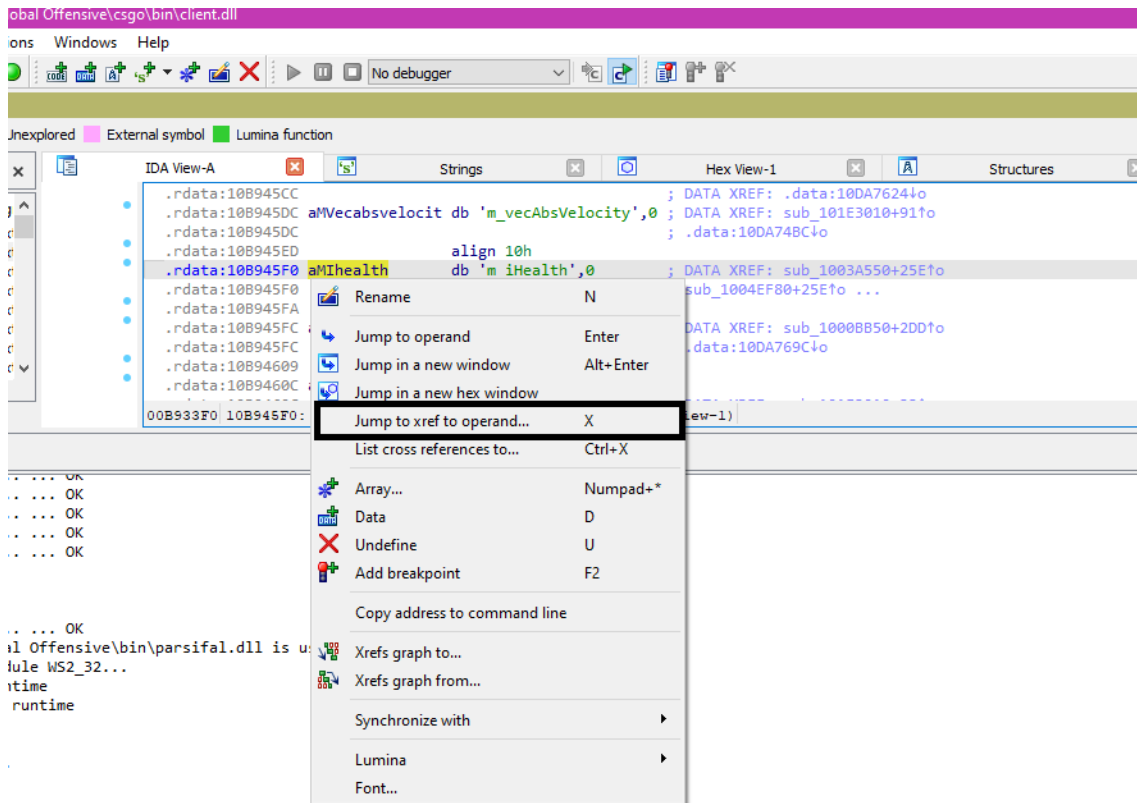 obal Offensive\csgo\bin\client.dll
ions Windows Help
No debugger
Unexplored External symbol Lumina function
IDA View-A Strings Hex View-1 Structures
.rdata:10B945CC ; DATA XREF: .data:10DA7624↓o
.rdata:10B945DC aMVecabsvelocit db 'm_vecAbsVelocity',0 ; DATA XREF: sub_101E3010+91↑o
.rdata:10B945DC ; .data:10DA74BC↓o
.rdata:10B945ED align 10h
.rdata:10B945F0 aMIhealth db 'm iHealth',0 ; DATA XREF: sub_1003A550+25E↑o
.rdata:10B945F0 sub_1004EF80+25E↑o ...
.rdata:10B945FA
.rdata:10B945FC DATA XREF: sub_1000BB50+2DD↑o
.rdata:10B945FC .data:10DA769C↓o
.rdata:10B94609
.rdata:10B9460C
00B933F0 10B945F0: iew-1)
Rename N
Jump to operand Enter
Jump in a new window Alt+Enter
Jump in a new hex window
Jump to xref to operand... X
List cross references to... Ctrl+X
Array... Numpad+*
Data D
Undefine U
Add breakpoint F2
Copy address to command line
Xrefs graph to...
Xrefs graph from...
Synchronize with
Lumina
Font...
.. ... OK
.. ... OK
.. ... OK
.. ... OK
.. ... OK
.. ... OK
al Offensive\bin\parsifal.dll is u
dule WS2_32...
ntime
runtime